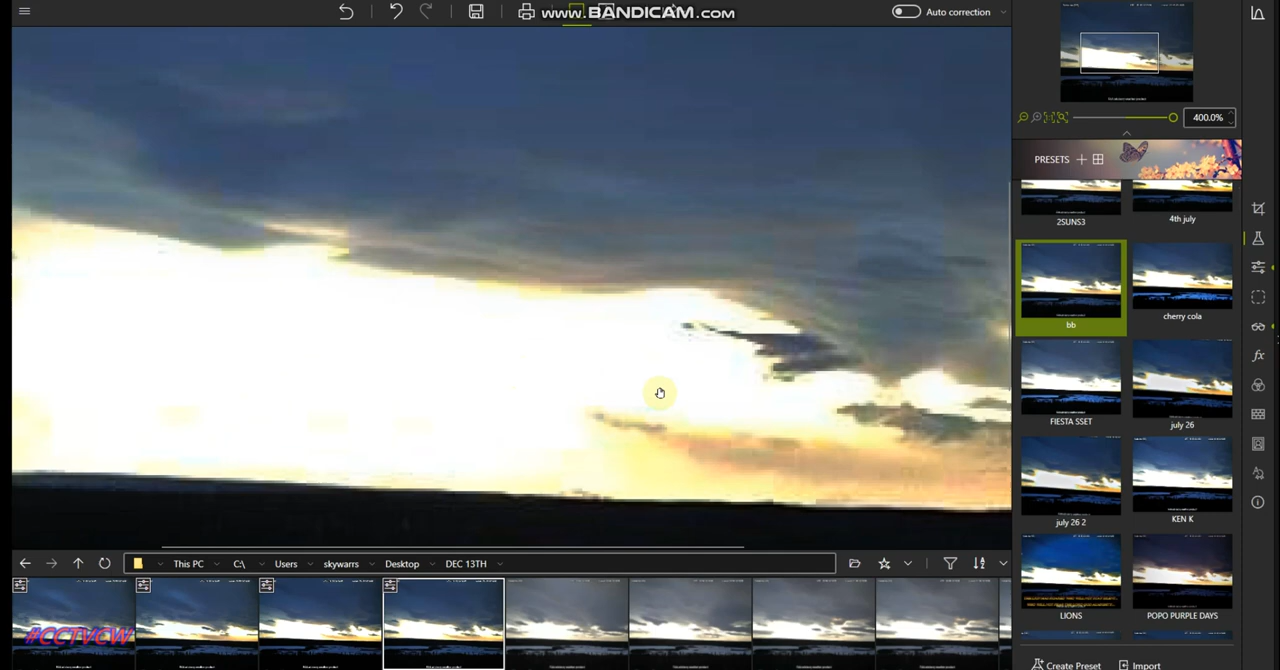 www.BANDICAM.com
Auto correction
400.0%
PRESETS
2SUNS3
4th july
bb
cherry cola
FIESTA SSET
july 26
july 26 2
KEN K
LIONS
POPO PURPLE DAYS
This PC
C:\
Users
skywarrs
Desktop
DEC 13TH
#CCTVCW
Create Preset
Import